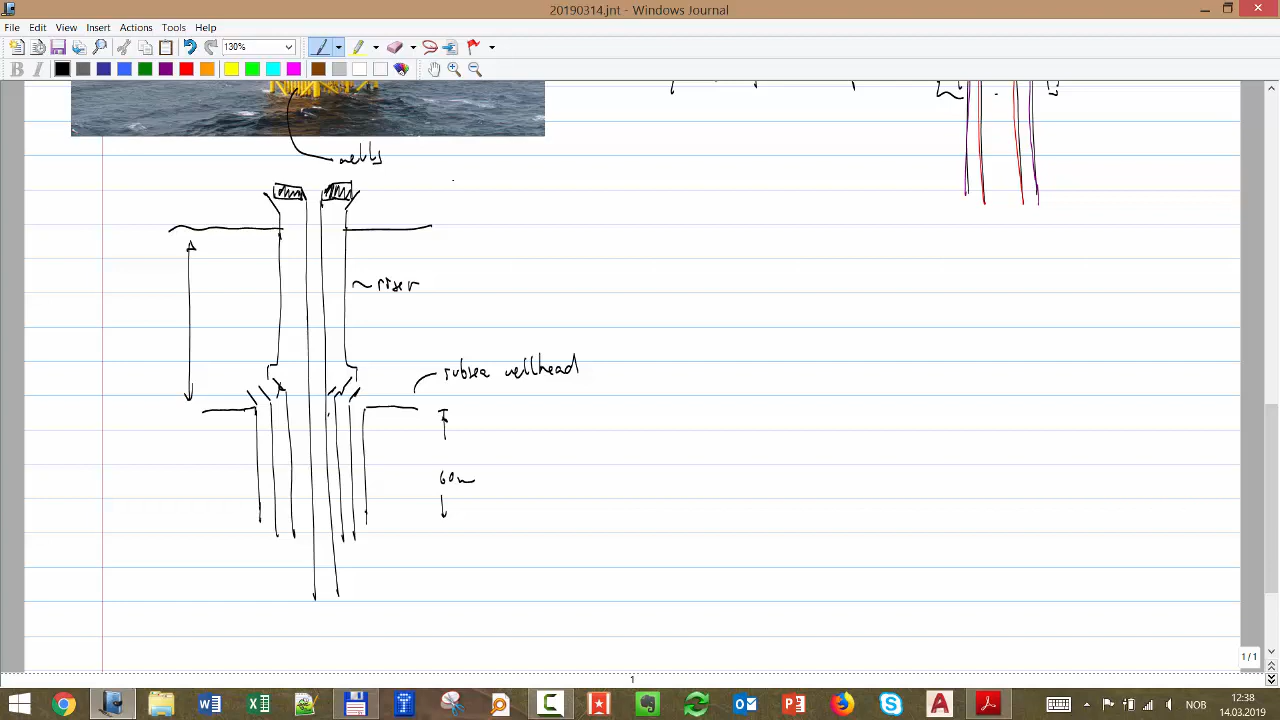 20190314.jnt - Windows Journal
File Edit View Insert Actions Tools Help
130%
B I
wells
riser
subsea wellhead
60m
1/1
1
NOB
12:38
14.03.2019